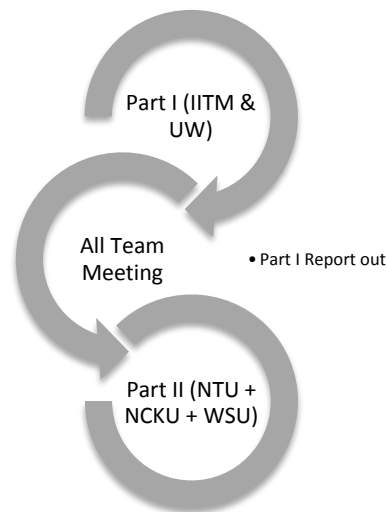 Part I (IITM &
UW)
All Team
Meeting
• Part I Report out
Part II (NTU +
NCKU + WSU)